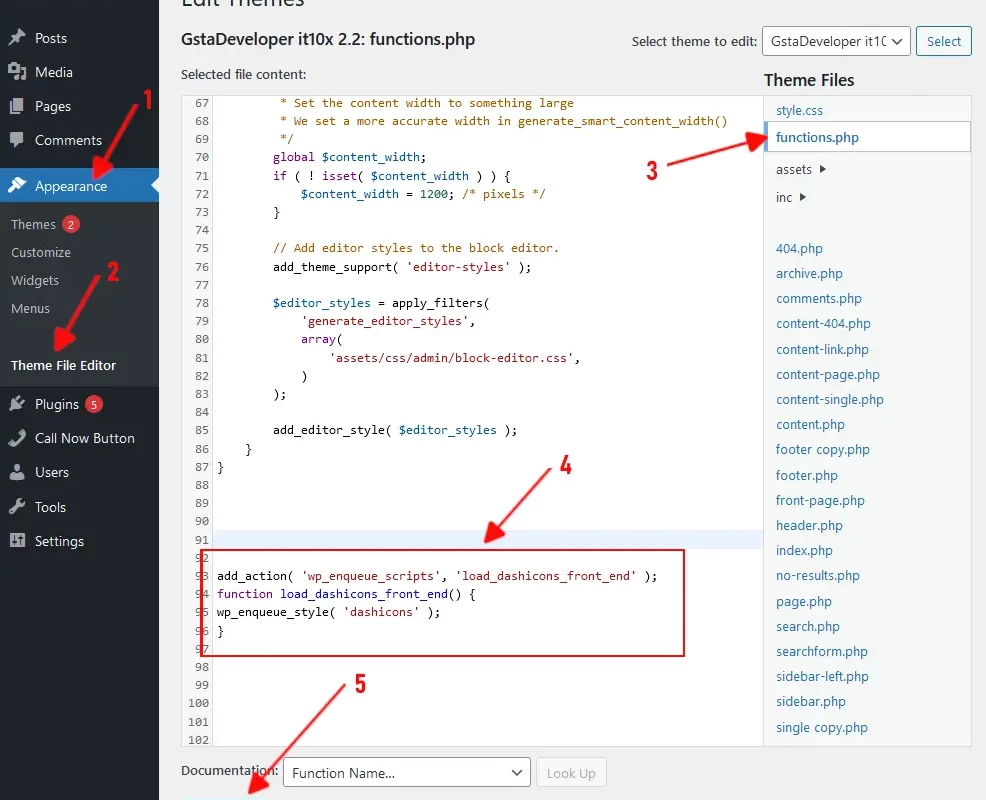 Edit Themes
Posts
Media
Pages
Comments
Appearance
Themes 2
Customize
Widgets
Menus
Theme File Editor
Plugins 5
Call Now Button
Users
Tools
Settings
1
2
GstaDeveloper it10x 2.2: functions.php
Select theme to edit: GstaDeveloper it10 Select
Selected file content:
67 * Set the content width to something large
68 * We set a more accurate width in generate_smart_content_width()
69 */
70 global $content_width;
71 if ( ! isset( $content_width ) ) {
72 $content_width = 1200; /* pixels */
73 }
74
75 // Add editor styles to the block editor.
76 add_theme_support( 'editor-styles' );
77
78 $editor_styles = apply_filters(
79 'generate_editor_styles',
80 array(
81 'assets/css/admin/block-editor.css',
82 )
83 );
84
85 add_editor_style( $editor_styles );
86 }
87 }
88
89
90
91
92
93 add_action( 'wp_enqueue_scripts', 'load_dashicons_front_end' );
94 function load_dashicons_front_end() {
95 wp_enqueue_style( 'dashicons' );
96 }
97
98
99
100
101
102
3
4
5
Theme Files
style.css
functions.php
assets
inc
404.php
archive.php
comments.php
content-404.php
content-link.php
content-page.php
content-single.php
content.php
footer copy.php
footer.php
front-page.php
header.php
index.php
no-results.php
page.php
search.php
searchform.php
sidebar-left.php
sidebar.php
single copy.php
Documentation: Function Name... Look Up